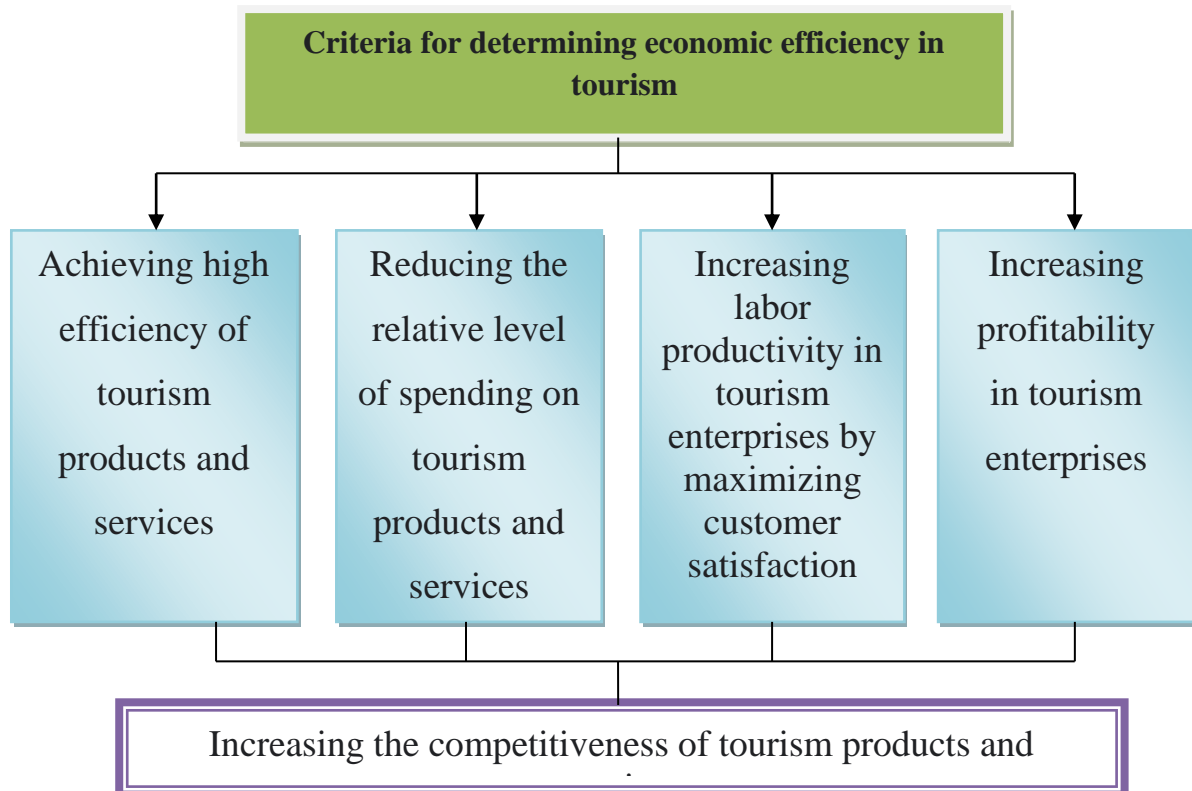 Criteria for determining economic efficiency in
tourism
Achieving high
efficiency of
tourism
products and
services
Reducing the
relative level
of spending on
tourism
products and
services
Increasing
labor
productivity in
tourism
enterprises by
maximizing
customer
satisfaction
Increasing
profitability
in tourism
enterprises
Increasing the competitiveness of tourism products and